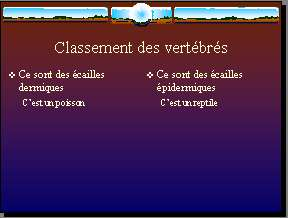 Classement des vertébrés
❖ Ce sont des écailles
dermiques
C'est un poisson
❖ Ce sont des écailles
épidermiques
C'est un reptile